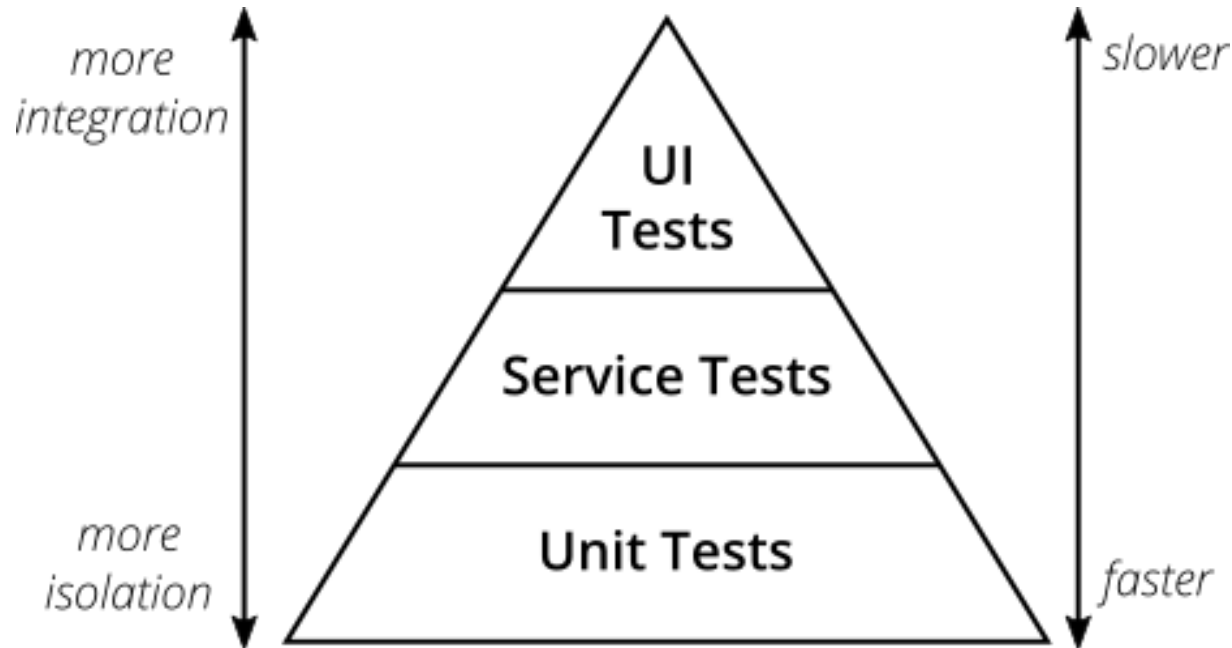 more
integration
slower
UI
Tests
Service Tests
Unit Tests
more
isolation
faster